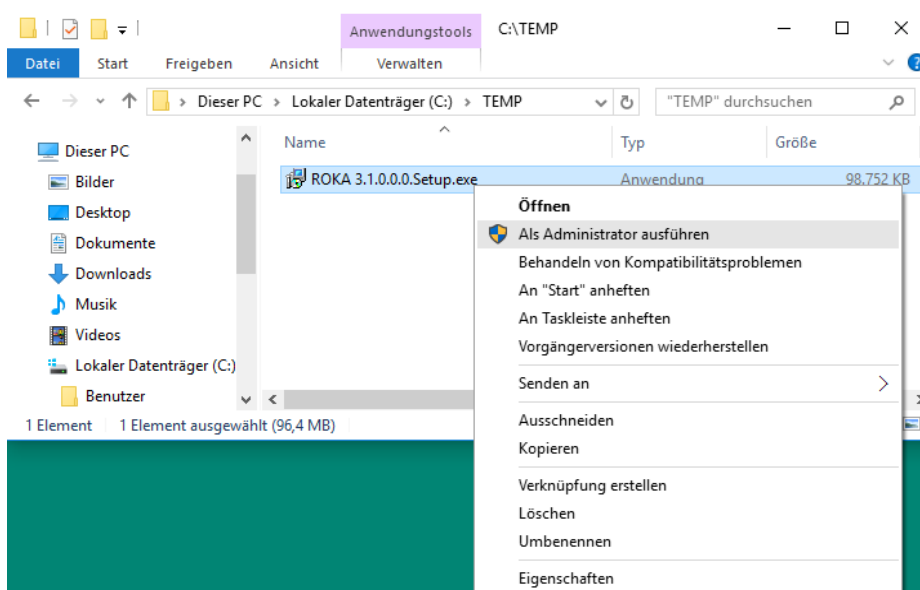 Anwendungstools C:\TEMP
Datei Start Freigeben Ansicht Verwalten ?
Dieser PC > Lokaler Datenträger (C:) > TEMP "TEMP" durchsuchen
Name Typ Größe
Dieser PC
Bilder
Desktop
Dokumente
Downloads
Musik
Videos
Lokaler Datenträger (C:)
Benutzer
ROKA 3.1.0.0.0.Setup.exe Anwendung 98.752 KB
1 Element 1 Element ausgewählt (96,4 MB)
Öffnen
Als Administrator ausführen
Behandeln von Kompatibilitätsproblemen
An "Start" anheften
An Taskleiste anheften
Vorgängerversionen wiederherstellen
Senden an
Ausschneiden
Kopieren
Verknüpfung erstellen
Löschen
Umbenennen
Eigenschaften